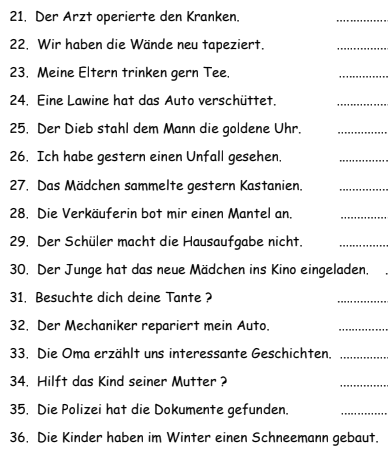 21. Der Arzt operierte den Kranken. ..................
22. Wir haben die Wände neu tapeziert. ..................
23. Meine Eltern trinken gern Tee. ..................
24. Eine Lawine hat das Auto verschüttet. ..................
25. Der Dieb stahl dem Mann die goldene Uhr. ..................
26. Ich habe gestern einen Unfall gesehen. ..................
27. Das Mädchen sammelte gestern Kastanien. ..................
28. Die Verkäuferin bot mir einen Mantel an. ..................
29. Der Schüler macht die Hausaufgabe nicht. ..................
30. Der Junge hat das neue Mädchen ins Kino eingeladen. .
31. Besuchte dich deine Tante ? ..................
32. Der Mechaniker repariert mein Auto. ..................
33. Die Oma erzählt uns interessante Geschichten. ..................
34. Hilft das Kind seiner Mutter ? ..................
35. Die Polizei hat die Dokumente gefunden. ..................
36. Die Kinder haben im Winter einen Schneemann gebaut.